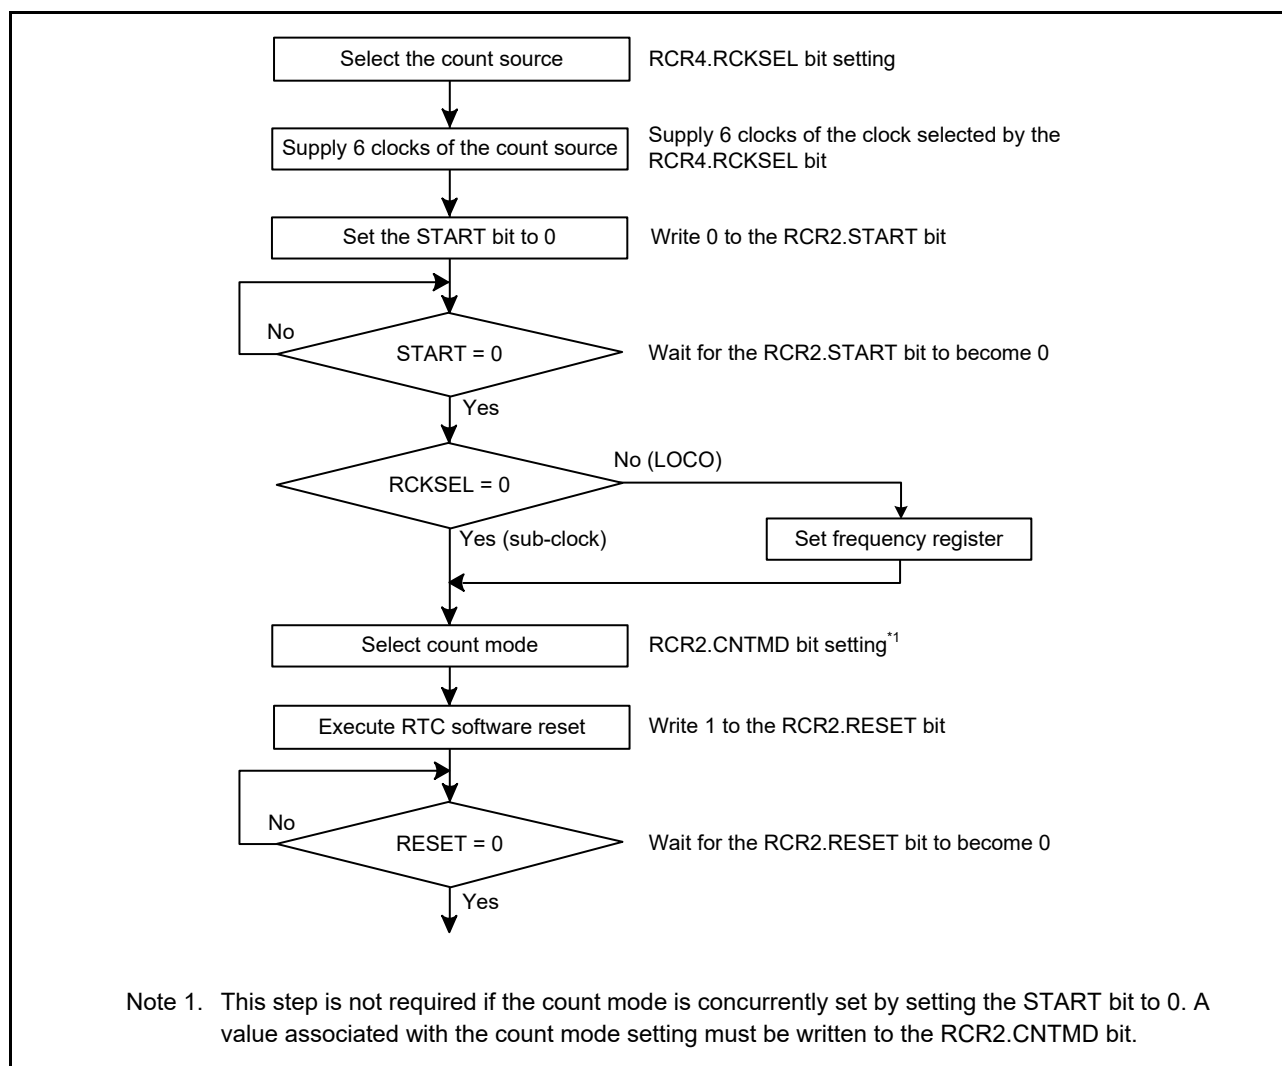 Select the count source
RCR4.RCKSEL bit setting
Supply 6 clocks of the count source
Supply 6 clocks of the clock selected by the
RCR4.RCKSEL bit
Set the START bit to 0
Write 0 to the RCR2.START bit
No
START = 0
Wait for the RCR2.START bit to become 0
Yes
No (LOCO)
RCKSEL = 0
Yes (sub-clock)
Set frequency register
Select count mode
RCR2.CNTMD bit setting*1
Execute RTC software reset
Write 1 to the RCR2.RESET bit
No
RESET = 0
Wait for the RCR2.RESET bit to become 0
Yes
Note 1. This step is not required if the count mode is concurrently set by setting the START bit to 0. A
value associated with the count mode setting must be written to the RCR2.CNTMD bit.